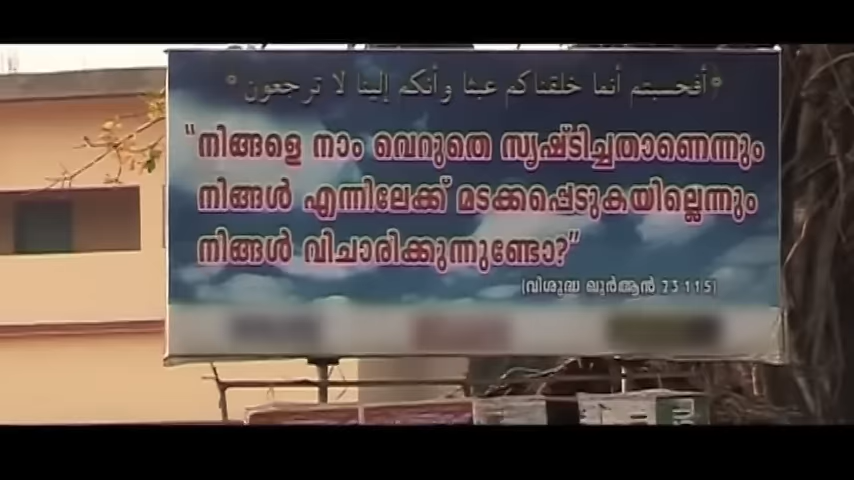 ﴿أفحسبتم أنما خلقناكم عبثا وأنكم إلينا لا ترجعون﴾
“നിങ്ങളെ നാം വെറുതെ സൃഷ്ടിച്ചതാണെന്നും
നിങ്ങൾ എന്നിലേക്ക് മടക്കപ്പെടുകയില്ലെന്നും
നിങ്ങൾ വിചാരിക്കുന്നുണ്ടോ?”
(വിശുദ്ധ ഖുർആൻ 23 115)